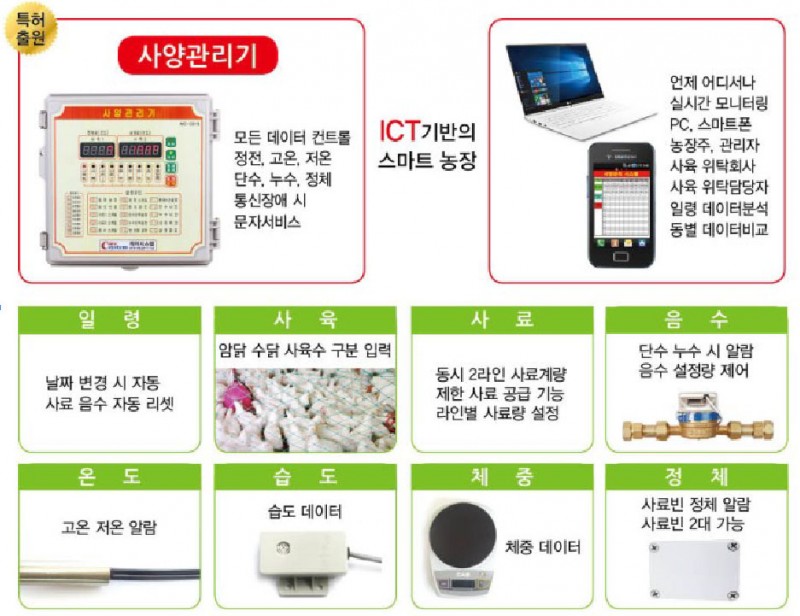 특허
출원
사양관리기
사양관리기
모든 데이터 컨트롤
정전, 고온, 저온
단수, 누수, 정체
통신장애 시
문자서비스
ICT기반의
스마트 농장
언제 어디서나
실시간 모니터링
PC, 스마트폰
농장주, 관리자
사육 위탁회사
사육 위탁담당자
일령 데이터분석
동별 데이터비교
일 령
날짜 변경 시 자동
사료 음수 자동 리셋
사 육
암닭 수닭 사육수 구분 입력
사 료
동시 2라인 사료계량
제한 사료 공급 기능
라인별 사료량 설정
음 수
단수 누수 시 알람
음수 설정량 제어
온 도
고온 저온 알람
습 도
습도 데이터
체 중
체중 데이터
정 체
사료빈 정체 알람
사료빈 2대 가능